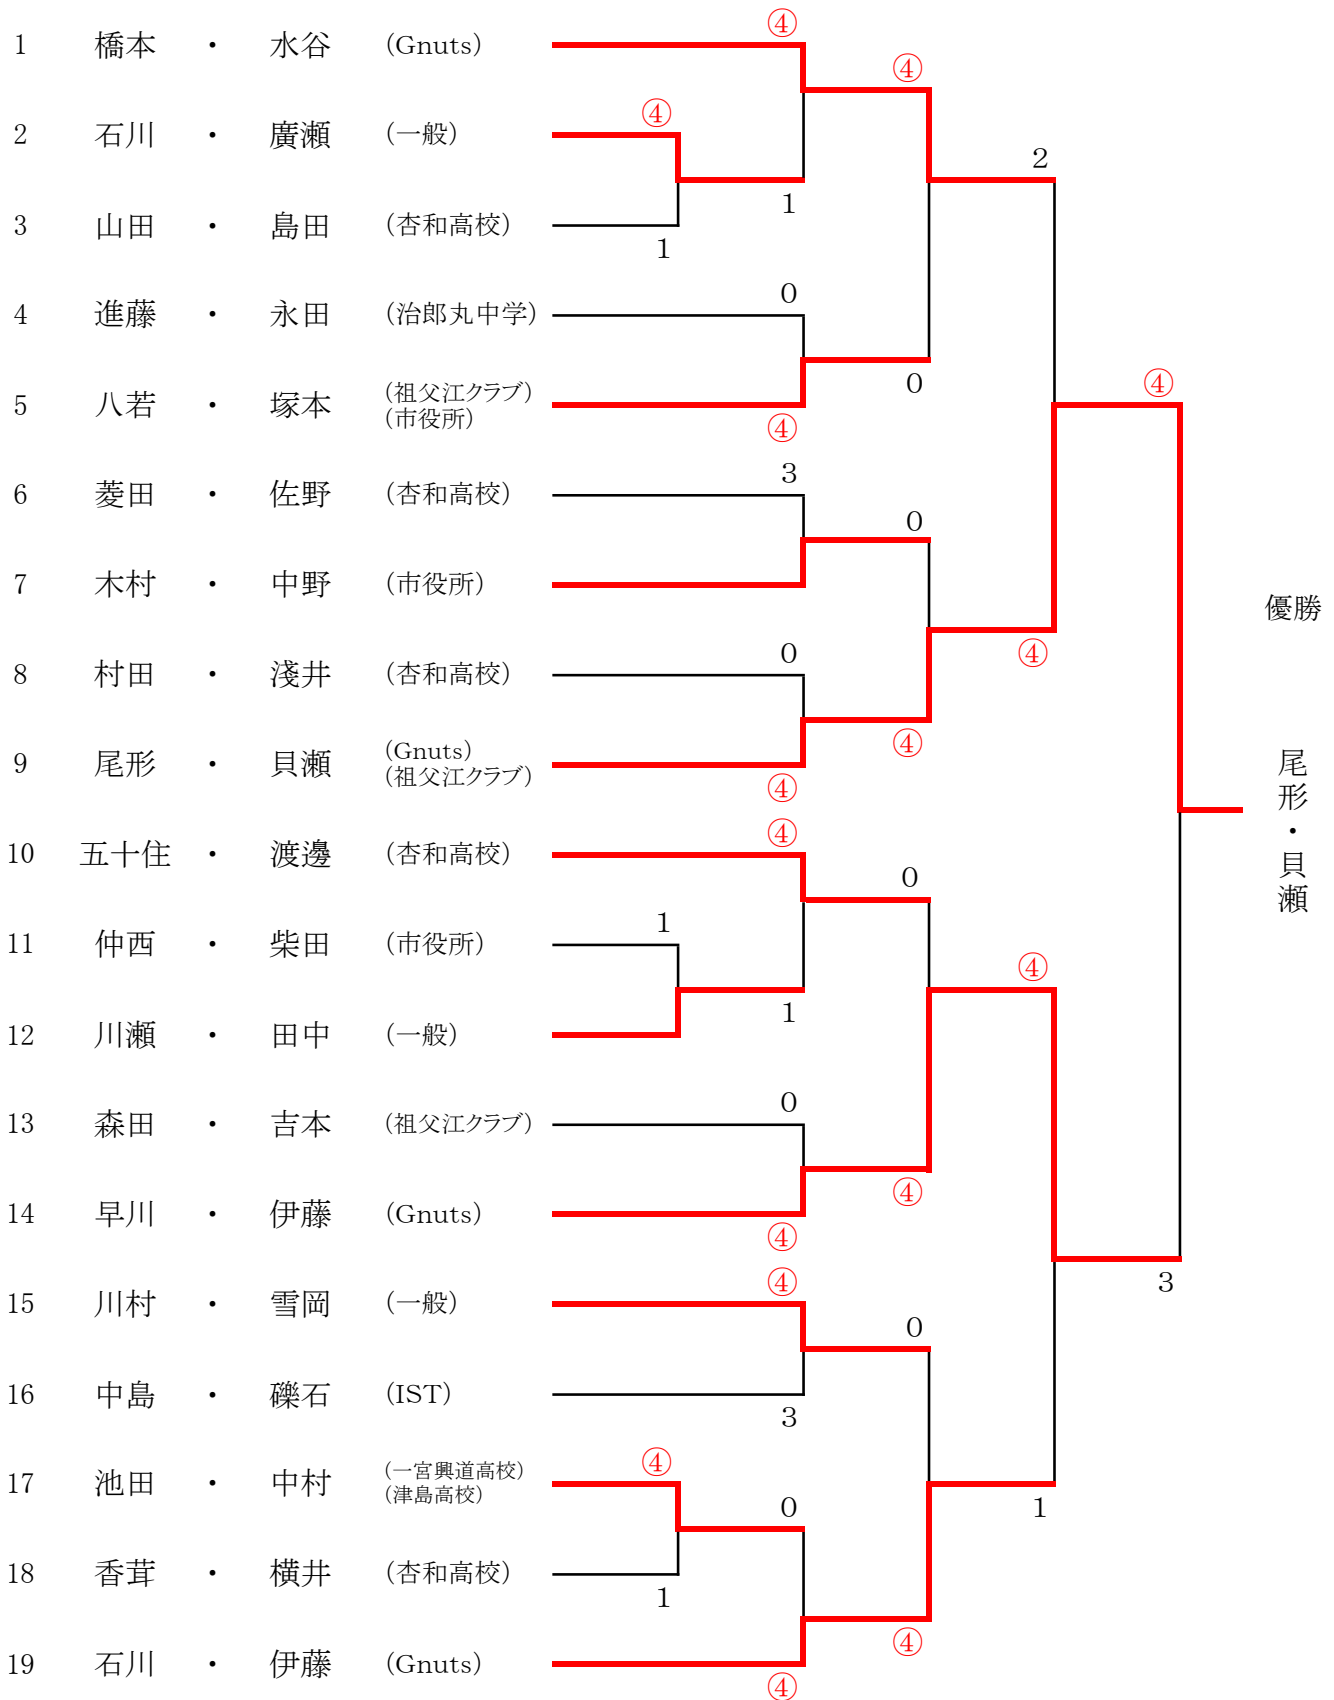 ④
1 橋本 ・ 水谷 (Gnuts)
④
④
2 石川 ・ 廣瀬 (一般)
2
1
3 山田 ・ 島田 (杏和高校)
1
0
4 進藤 ・ 永田 (治郎丸中学)
0
④
5 八若 ・ 塚本 (祖父江クラブ)
(市役所)
④
3
6 菱田 ・ 佐野 (杏和高校)
0
7 木村 ・ 中野 (市役所)
優勝
0
④
8 村田 ・ 淺井 (杏和高校)
④
9 尾形 ・ 貝瀬 (Gnuts)
(祖父江クラブ)
④
尾形・貝瀬
④
10 五十住 ・ 渡邊 (杏和高校)
0
1
11 仲西 ・ 柴田 (市役所)
④
1
12 川瀬 ・ 田中 (一般)
0
13 森田 ・ 吉本 (祖父江クラブ)
④
14 早川 ・ 伊藤 (Gnuts)
④
④
3
15 川村 ・ 雪岡 (一般)
0
16 中島 ・ 礫石 (IST)
3
④
17 池田 ・ 中村 (一宮興道高校)
(津島高校)
0
1
18 香茸 ・ 横井 (杏和高校)
1
④
19 石川 ・ 伊藤 (Gnuts)
④